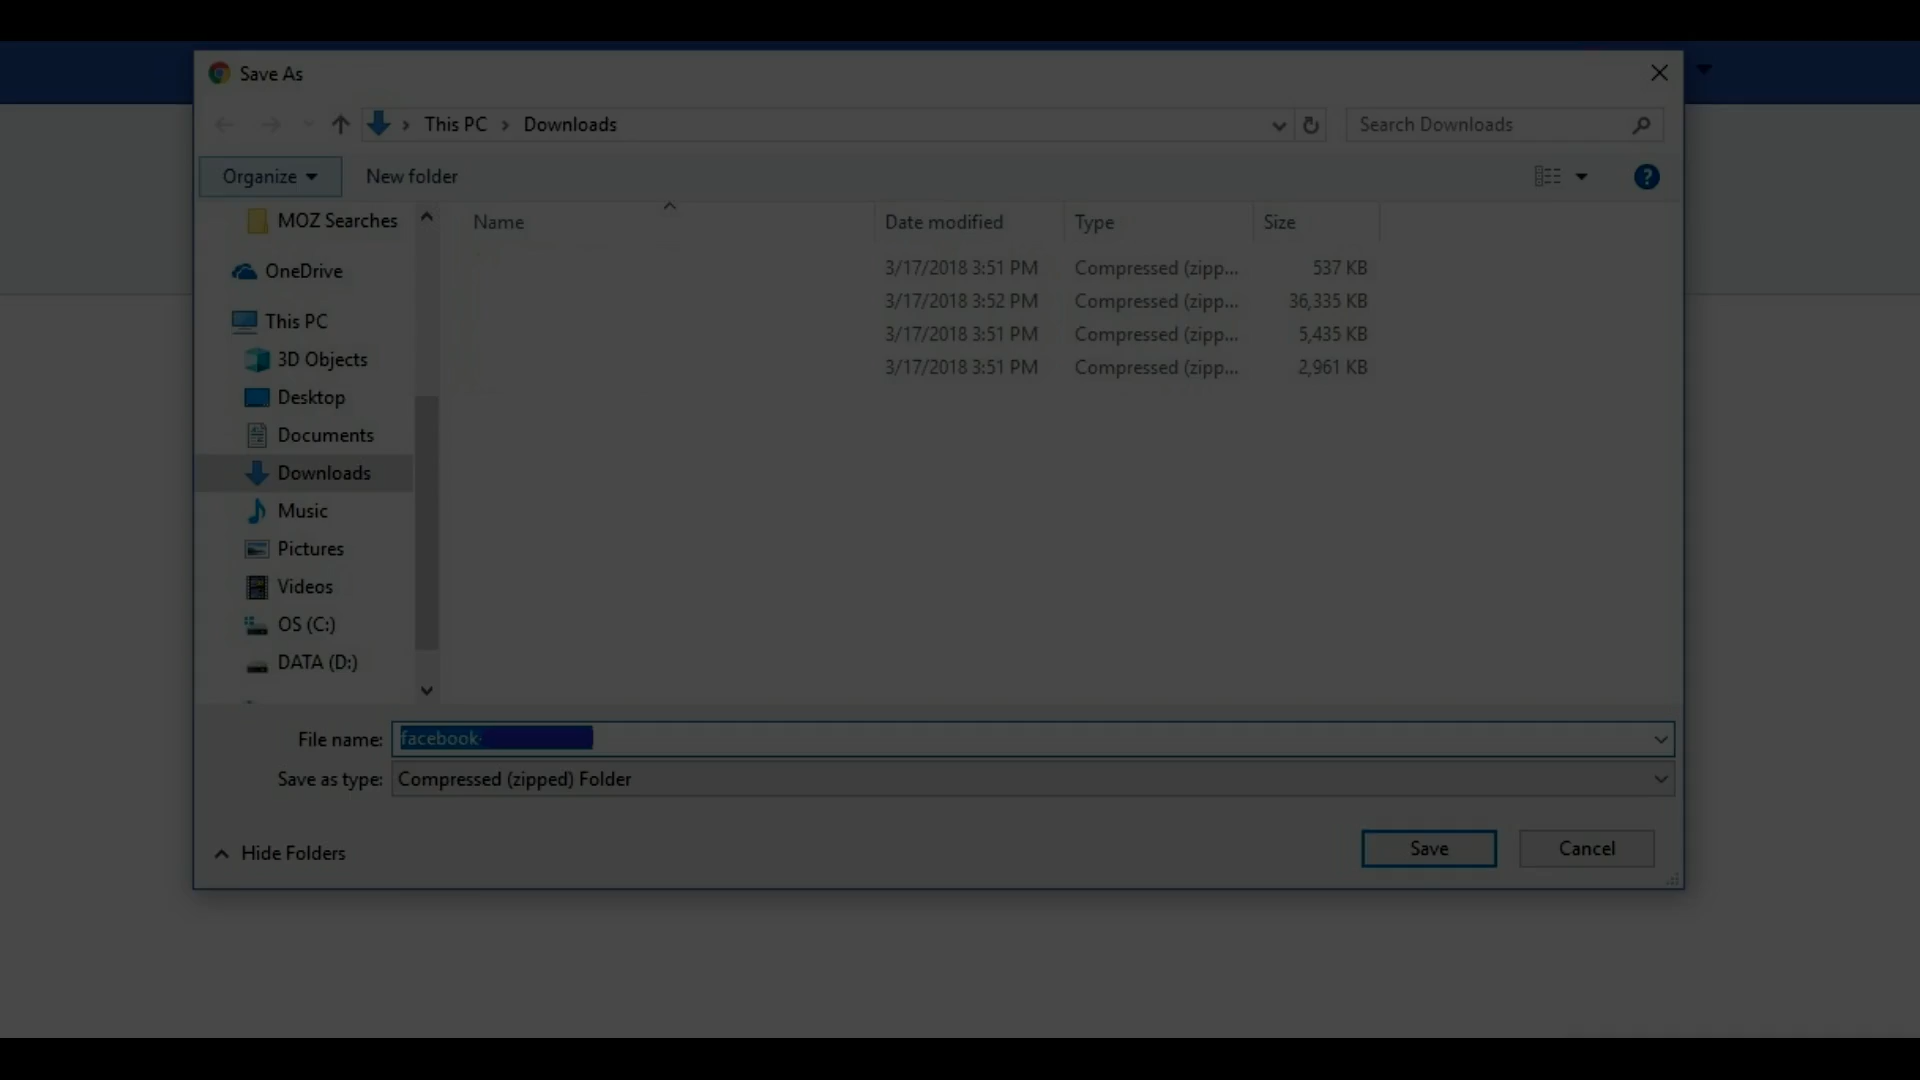 Save As
This PC > Downloads
Search Downloads
Organize
New folder
?
MOZ Searches
OneDrive
This PC
3D Objects
Desktop
Documents
Downloads
Music
Pictures
Videos
OS (C:)
DATA (D:)
Name Date modified Type Size
3/17/2018 3:51 PM Compressed (zipp... 537 KB
3/17/2018 3:52 PM Compressed (zipp... 36,335 KB
3/17/2018 3:51 PM Compressed (zipp... 5,435 KB
3/17/2018 3:51 PM Compressed (zipp... 2,961 KB
File name: facebook-
Save as type: Compressed (zipped) Folder
Hide Folders
Save
Cancel